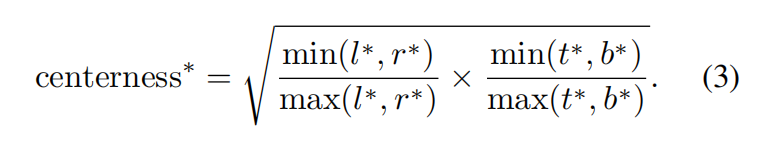 centerness* = √(min(l*, r*) / max(l*, r*) × min(t*, b*) / max(t*, b*)). (3)